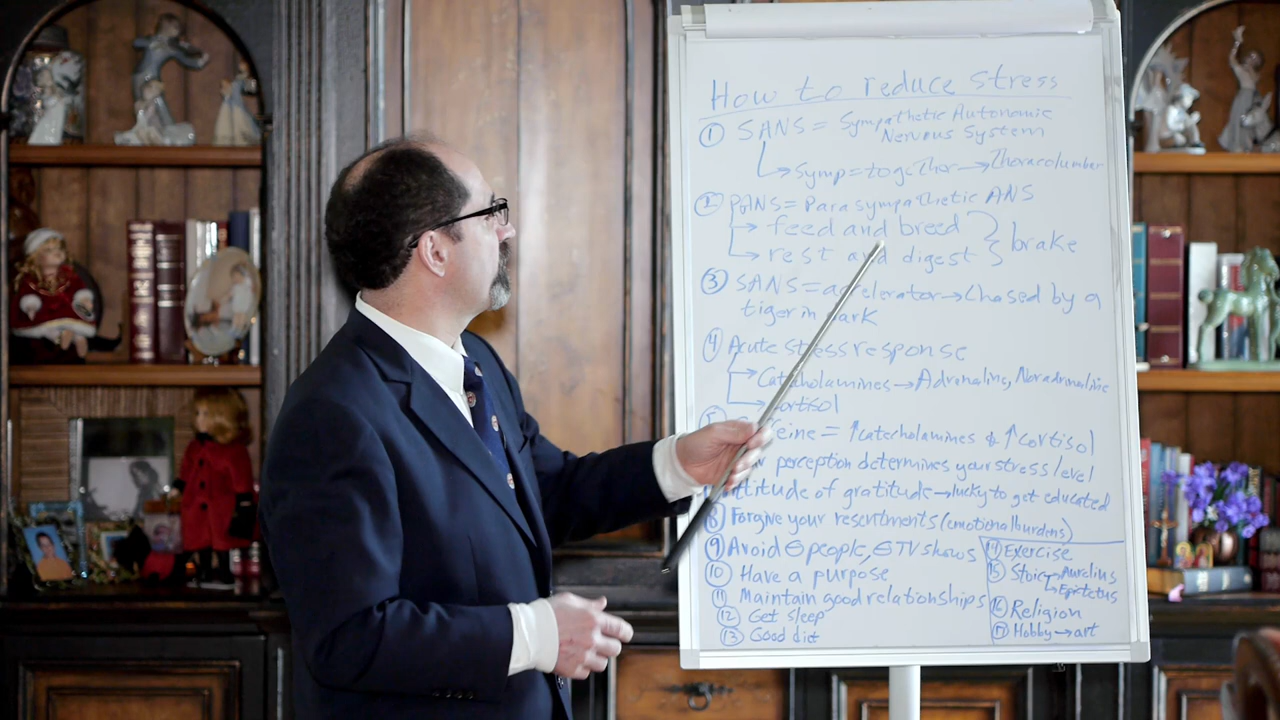 How to reduce stress
① SANS = Sympathetic Autonomic
Nervous System
↳ Symp = together → Thoracolumbar
② PANS = Parasympathetic ANS
→ feed and breed
→ rest and digest } brake
③ SANS = accelerator → Chased by a
tiger in dark
④ Acute stress response
→ Catecholamines → Adrenaline, Noradrenaline
→ cortisol
eine = ↑catecholamines & ↑cortisol
perception determines your stress level
attitude of gratitude → lucky to get educated
⑧ Forgive your resentments (emotional burdens)
⑨ Avoid ⊖ people, ⊖ TV shows
⑩ Have a purpose
⑪ Maintain good relationships
⑫ Get sleep
⑬ Good diet
⑭ Exercise
⑮ Stoic → Aurelius
↳ Epictetus
⑯ Religion
⑰ Hobby → art